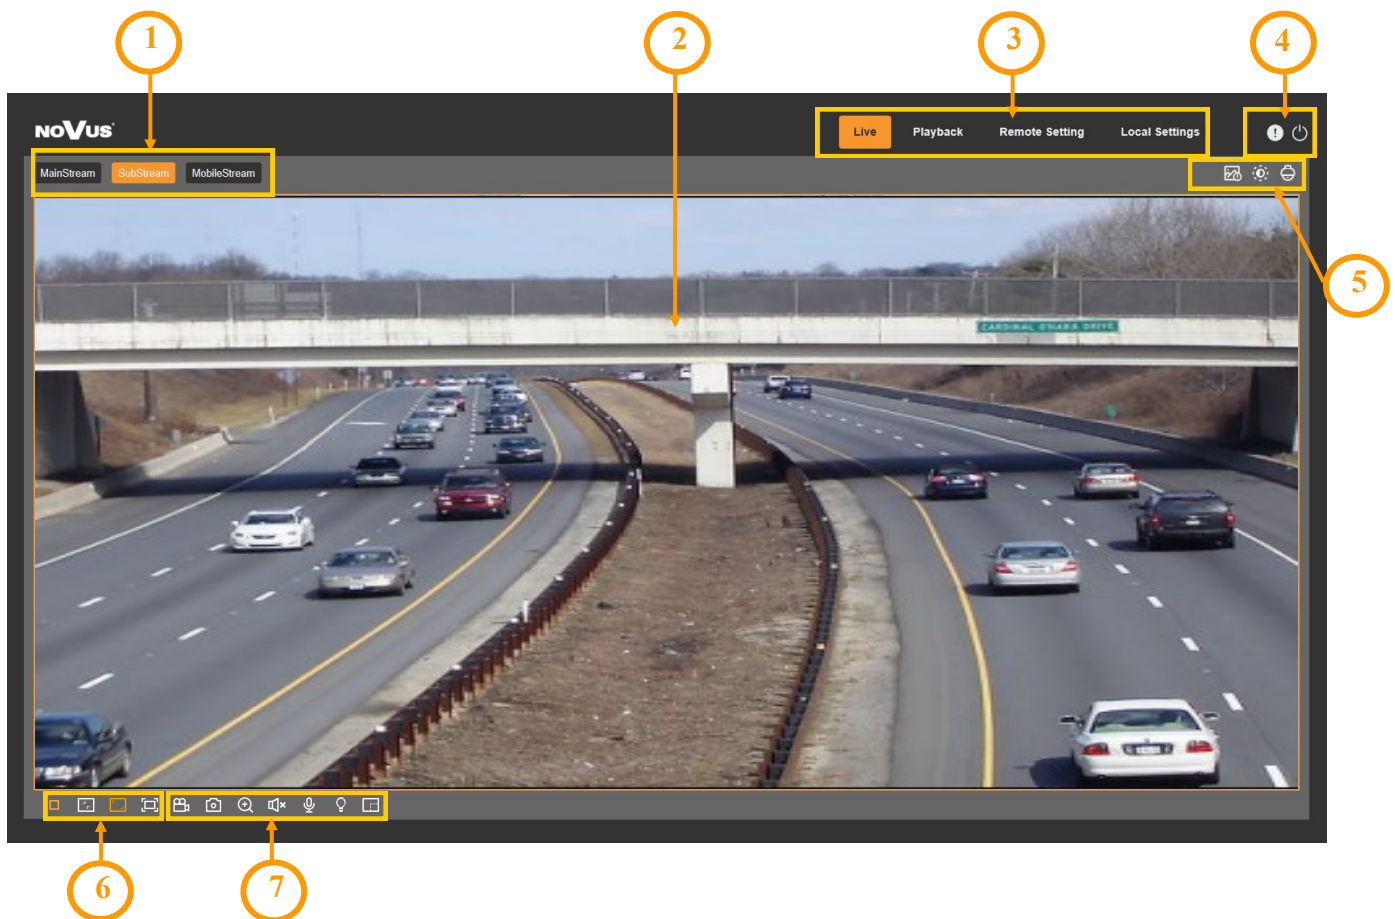 1
2
3
4
NOVUS
Live Playback Remote Setting Local Settings
MainStream SubStream MobileStream
5
CARDINAL O'HARA DRIVE
6
7